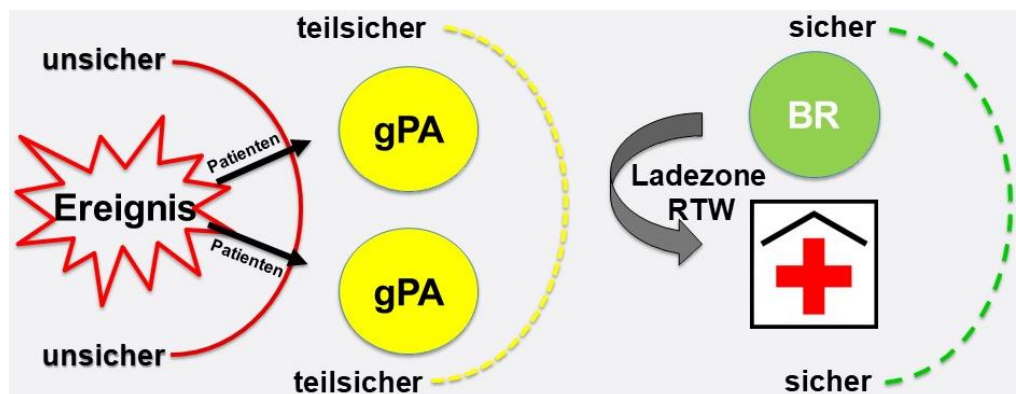 teilsicher
sicher
unsicher
gPA
BR
Patienten
Ereignis
Ladezone
RTW
Patienten
gPA
unsicher
teilsicher
sicher